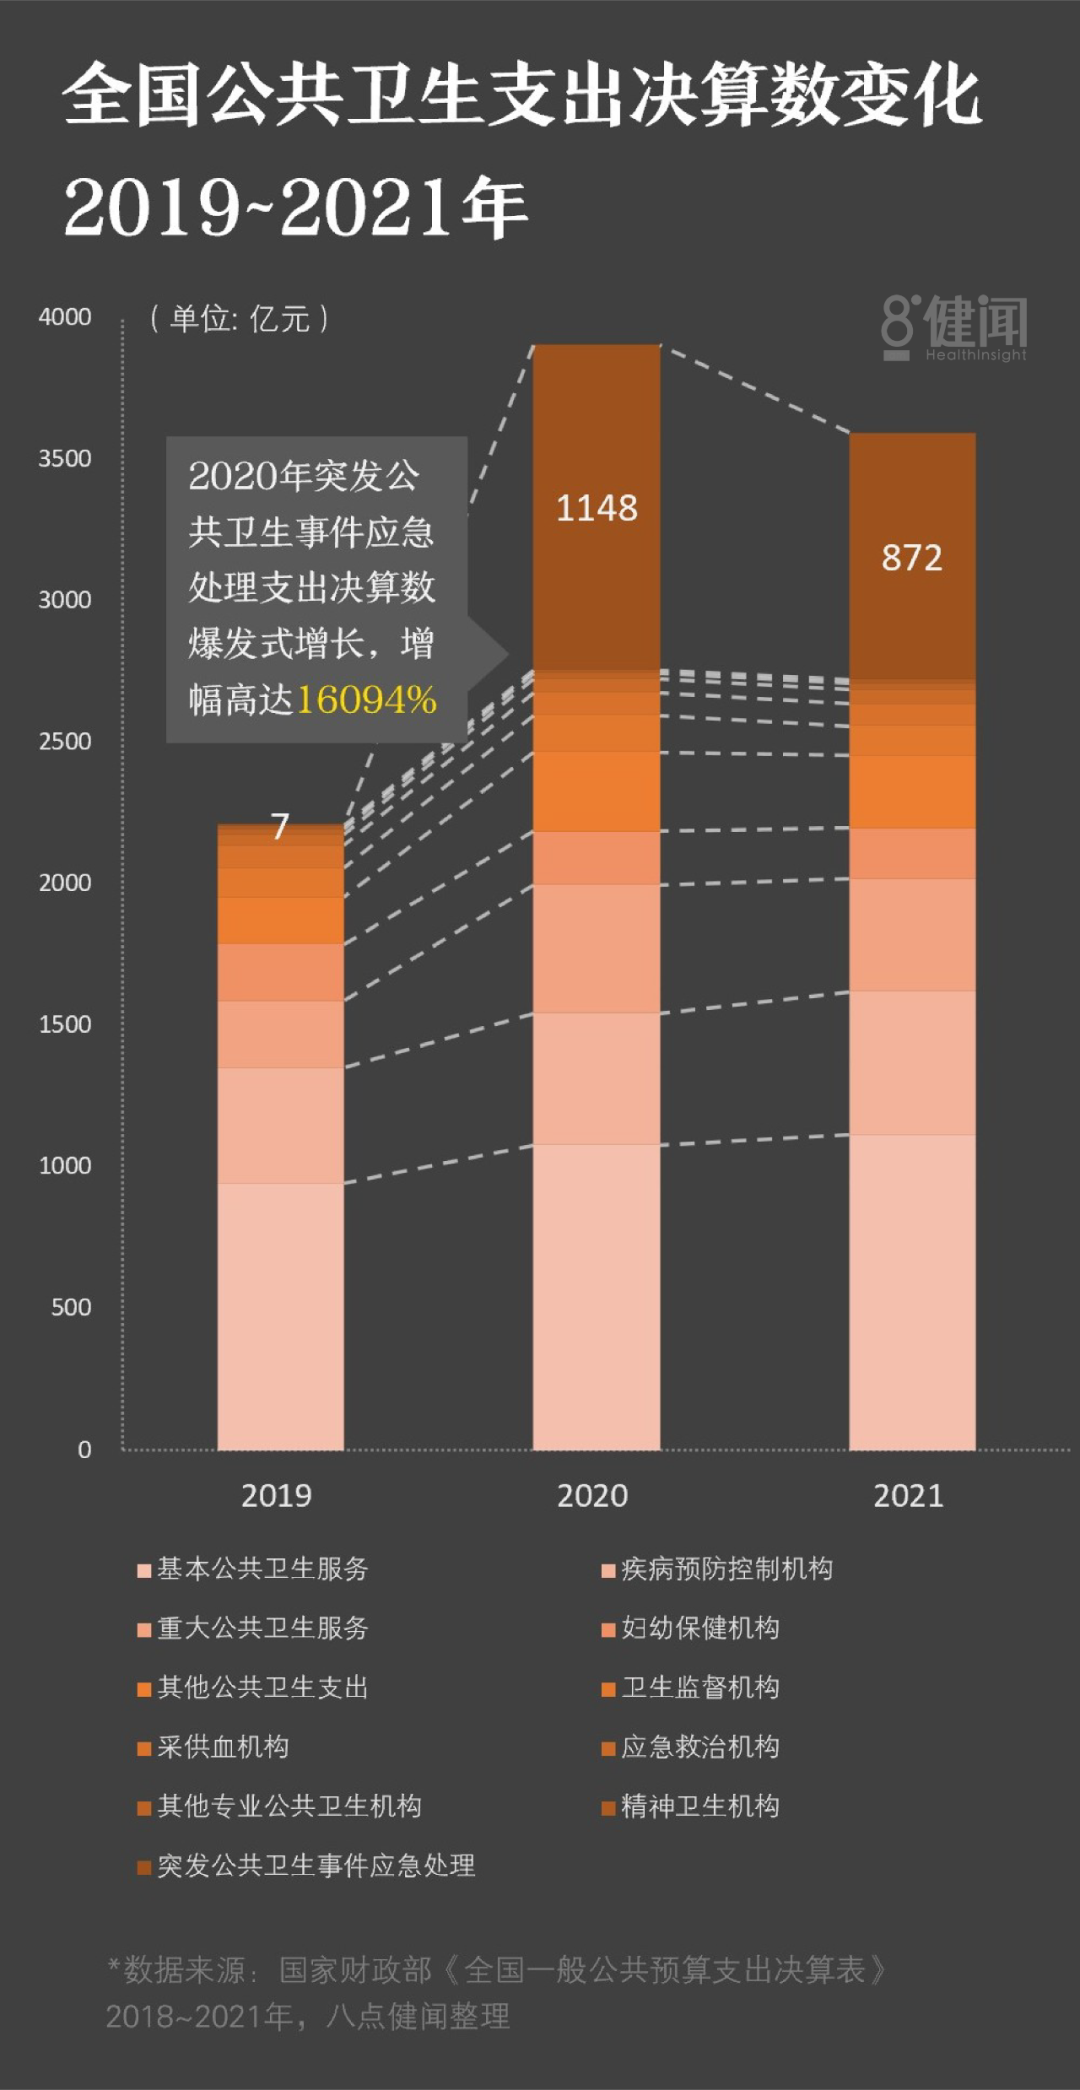 全国公共卫生支出决算数变化
2019~2021年
4000
（单位: 亿元）
8°健闻
HealthInsight
3500
3000
2500
2000
1500
1000
500
0
2020年突发公
共卫生事件应急
处理支出决算数
爆发式增长，增
幅高达16094%
7
1148
872
2019
2020
2021
基本公共卫生服务
疾病预防控制机构
重大公共卫生服务
妇幼保健机构
其他公共卫生支出
卫生监督机构
采供血机构
应急救治机构
其他专业公共卫生机构
精神卫生机构
突发公共卫生事件应急处理
*数据来源：国家财政部《全国一般公共预算支出决算表》
2018~2021年，八点健闻整理